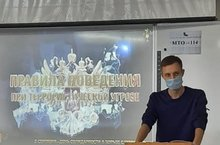 МТО-114
ПРАВИЛА ПОВЕДЕНИЯ
ПРИ ТЕРРОРИСТИЧЕСКОЙ УГРОЗЕ